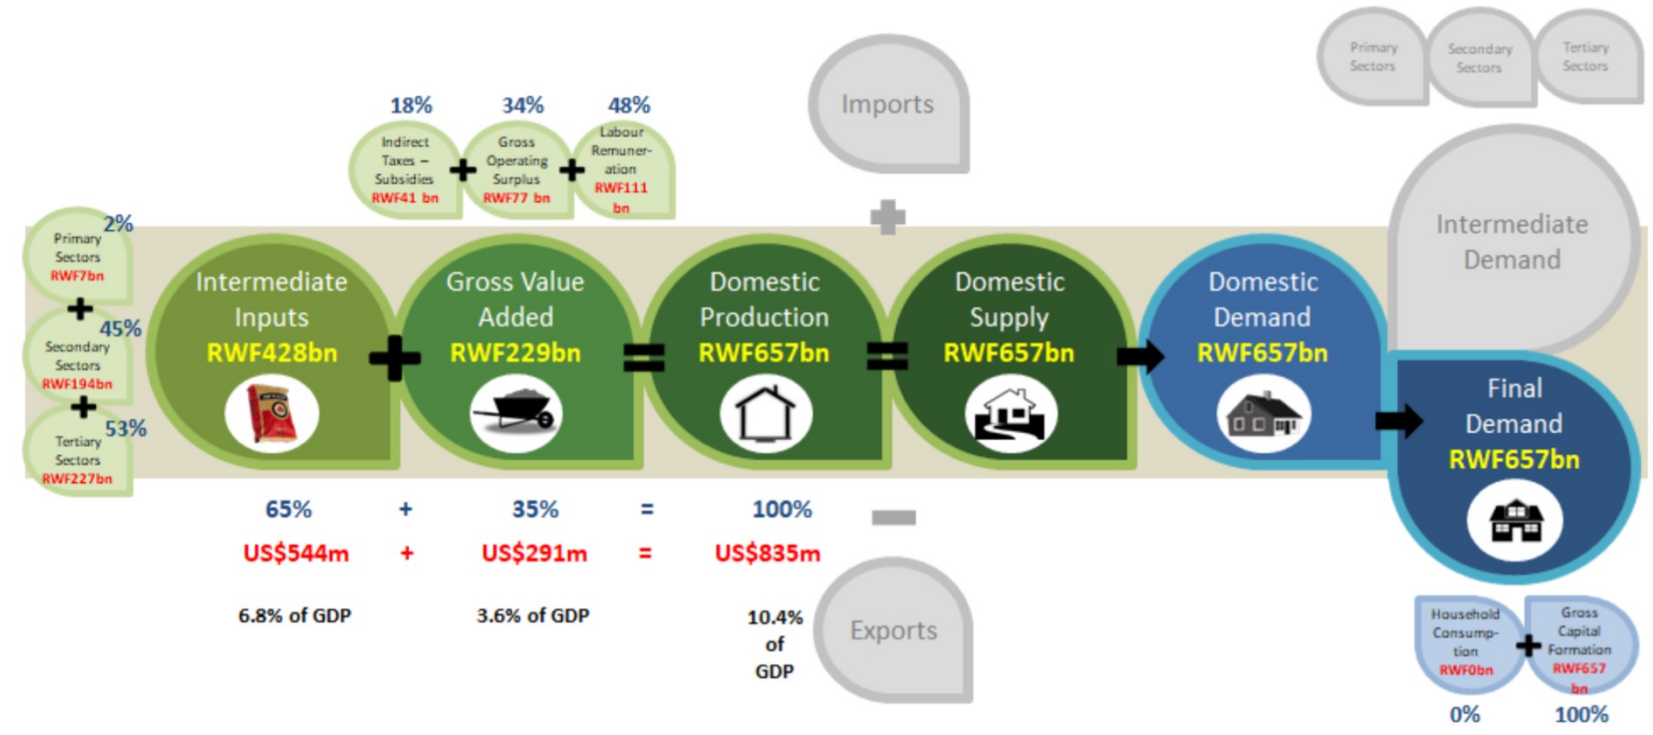 Primary
Sectors
Secondary
Sectors
Tertiary
Sectors
Imports
18%
34%
48%
Indirect
Taxes –
Subsidies
RWF41 bn
Gross
Operating
Surplus
RWF77 bn
Labour
Remuner-
ation
RWF111
bn
2%
Primary
Sectors
RWF7bn
45%
Secondary
Sectors
RWF194bn
53%
Tertiary
Sectors
RWF227bn
Intermediate
Inputs
RWF428bn
Gross Value
Added
RWF229bn
Domestic
Production
RWF657bn
Domestic
Supply
RWF657bn
Domestic
Demand
RWF657bn
Intermediate
Demand
Final
Demand
RWF657bn
65% + 35% = 100%
US$544m + US$291m = US$835m
6.8% of GDP
3.6% of GDP
10.4%
of
GDP
Exports
Household
Consump-
tion
RWF0bn
Gross
Capital
Formation
RWF657
bn
0%
100%